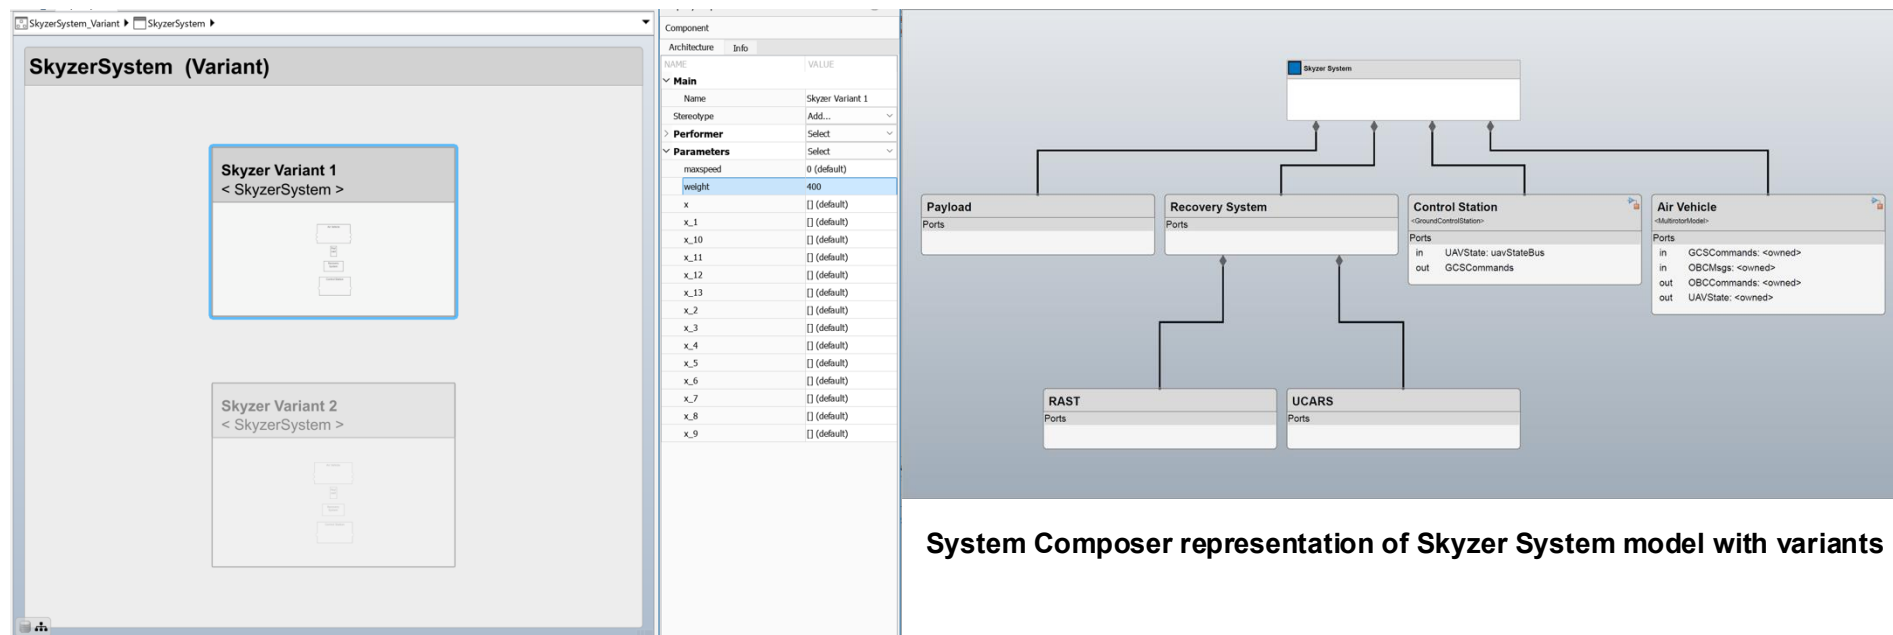 SkyzerSystem_Variant SkyzerSystem
SkyzerSystem (Variant)
Skyzer Variant 1
< SkyzerSystem >
Skyzer Variant 2
< SkyzerSystem >
Component
Architecture Info
NAME VALUE
Main
Name Skyzer Variant 1
Stereotype Add...
Performer Select
Parameters Select
maxspeed 0 (default)
weight 400
x [] (default)
x_1 [] (default)
x_10 [] (default)
x_11 [] (default)
x_12 [] (default)
x_13 [] (default)
x_2 [] (default)
x_3 [] (default)
x_4 [] (default)
x_5 [] (default)
x_6 [] (default)
x_7 [] (default)
x_8 [] (default)
x_9 [] (default)
Skyzer System
Payload
Ports
Recovery System
Ports
Control Station
<GroundControlStation>
Ports
in UAVState: uavStateBus
out GCSCommands
Air Vehicle
<MultirotorModel>
Ports
in GCSCommands: <owned>
in OBCMsgs: <owned>
out OBCCommands: <owned>
out UAVState: <owned>
RAST
Ports
UCARS
Ports
System Composer representation of Skyzer System model with variants